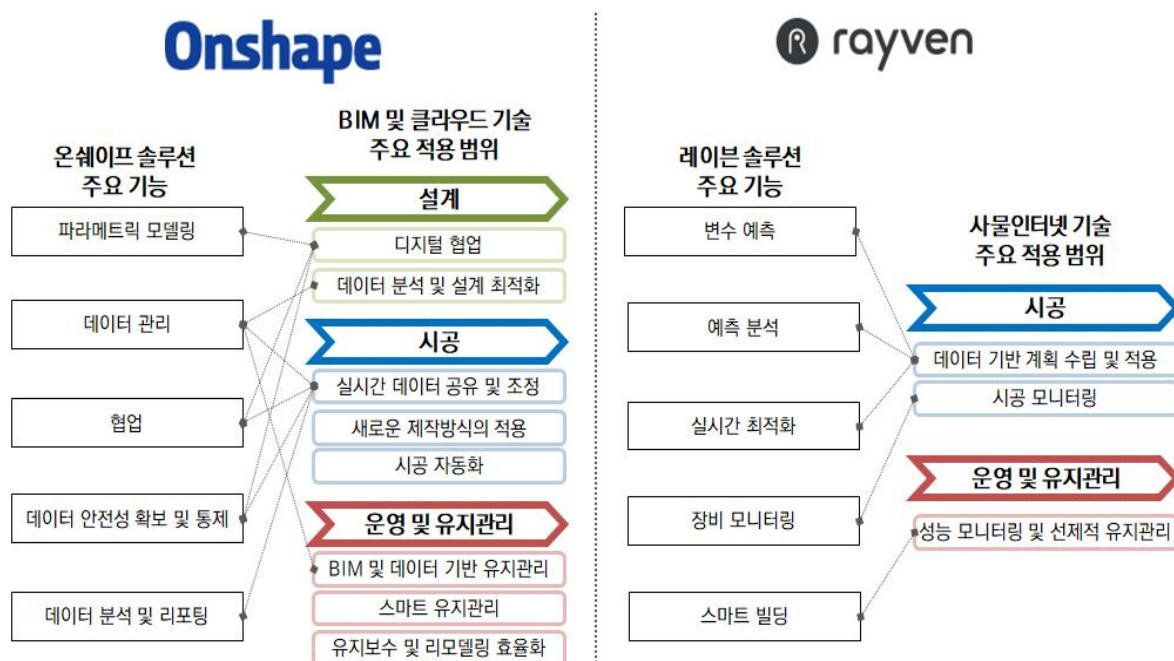 Onshape
온쉐이프 솔루션
주요 기능
파라메트릭 모델링
데이터 관리
협업
데이터 안전성 확보 및 통제
데이터 분석 및 리포팅
BIM 및 클라우드 기술
주요 적용 범위
설계
디지털 협업
데이터 분석 및 설계 최적화
시공
실시간 데이터 공유 및 조정
새로운 제작방식의 적용
시공 자동화
운영 및 유지관리
BIM 및 데이터 기반 유지관리
스마트 유지관리
유지보수 및 리모델링 효율화
R rayven
레이븐 솔루션
주요 기능
변수 예측
예측 분석
실시간 최적화
장비 모니터링
스마트 빌딩
사물인터넷 기술
주요 적용 범위
시공
데이터 기반 계획 수립 및 적용
시공 모니터링
운영 및 유지관리
성능 모니터링 및 선제적 유지관리